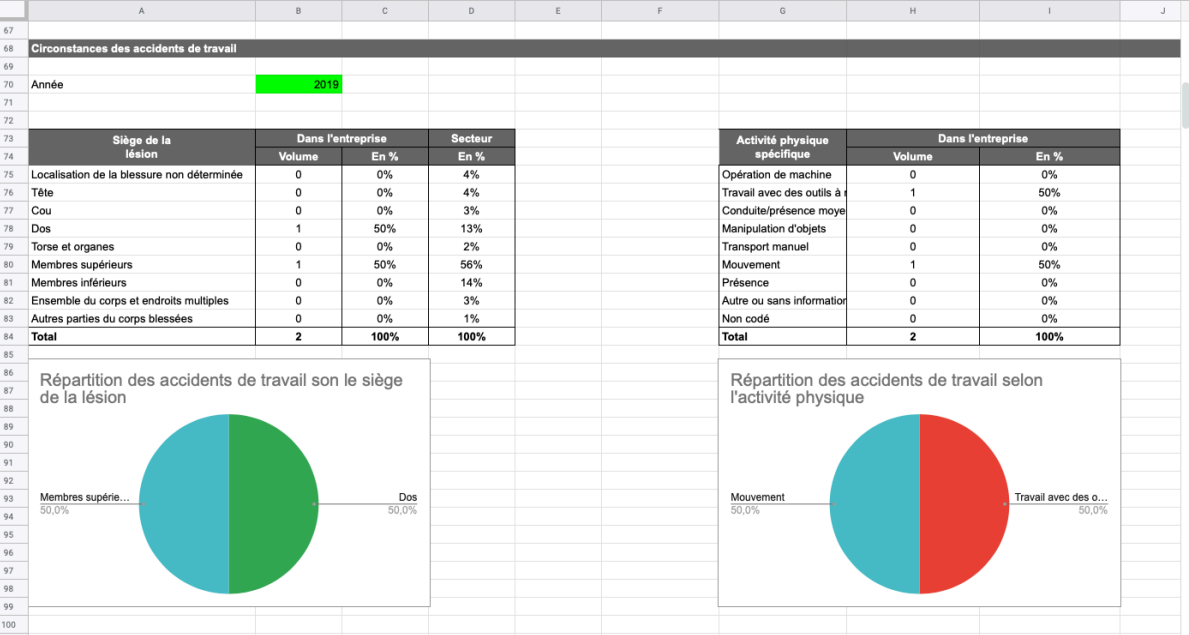 A B C D E F G H I J
67
68 Circonstances des accidents de travail
69
70 Année 2019
71
72
73 Siège de la Dans l'entreprise Secteur Activité physique Dans l'entreprise
74 lésion Volume En % En % spécifique Volume En %
75 Localisation de la blessure non déterminée 0 0% 4% Opération de machine 0 0%
76 Tête 0 0% 4% Travail avec des outils à 1 50%
77 Cou 0 0% 3% Conduite/présence moye 0 0%
78 Dos 1 50% 13% Manipulation d'objets 0 0%
79 Torse et organes 0 0% 2% Transport manuel 0 0%
80 Membres supérieurs 1 50% 56% Mouvement 1 50%
81 Membres inférieurs 0 0% 14% Présence 0 0%
82 Ensemble du corps et endroits multiples 0 0% 3% Autre ou sans information 0 0%
83 Autres parties du corps blessées 0 0% 1% Non codé 0 0%
84 Total 2 100% 100% Total 2 100%
85
86
87
88
89
90
91
92
93
94
95
96
97
98
99
100
Répartition des accidents de travail son le siège
de la lésion
Membres supérie…
50,0%
Dos
50,0%
Répartition des accidents de travail selon
l'activité physique
Mouvement
50,0%
Travail avec des o…
50,0%